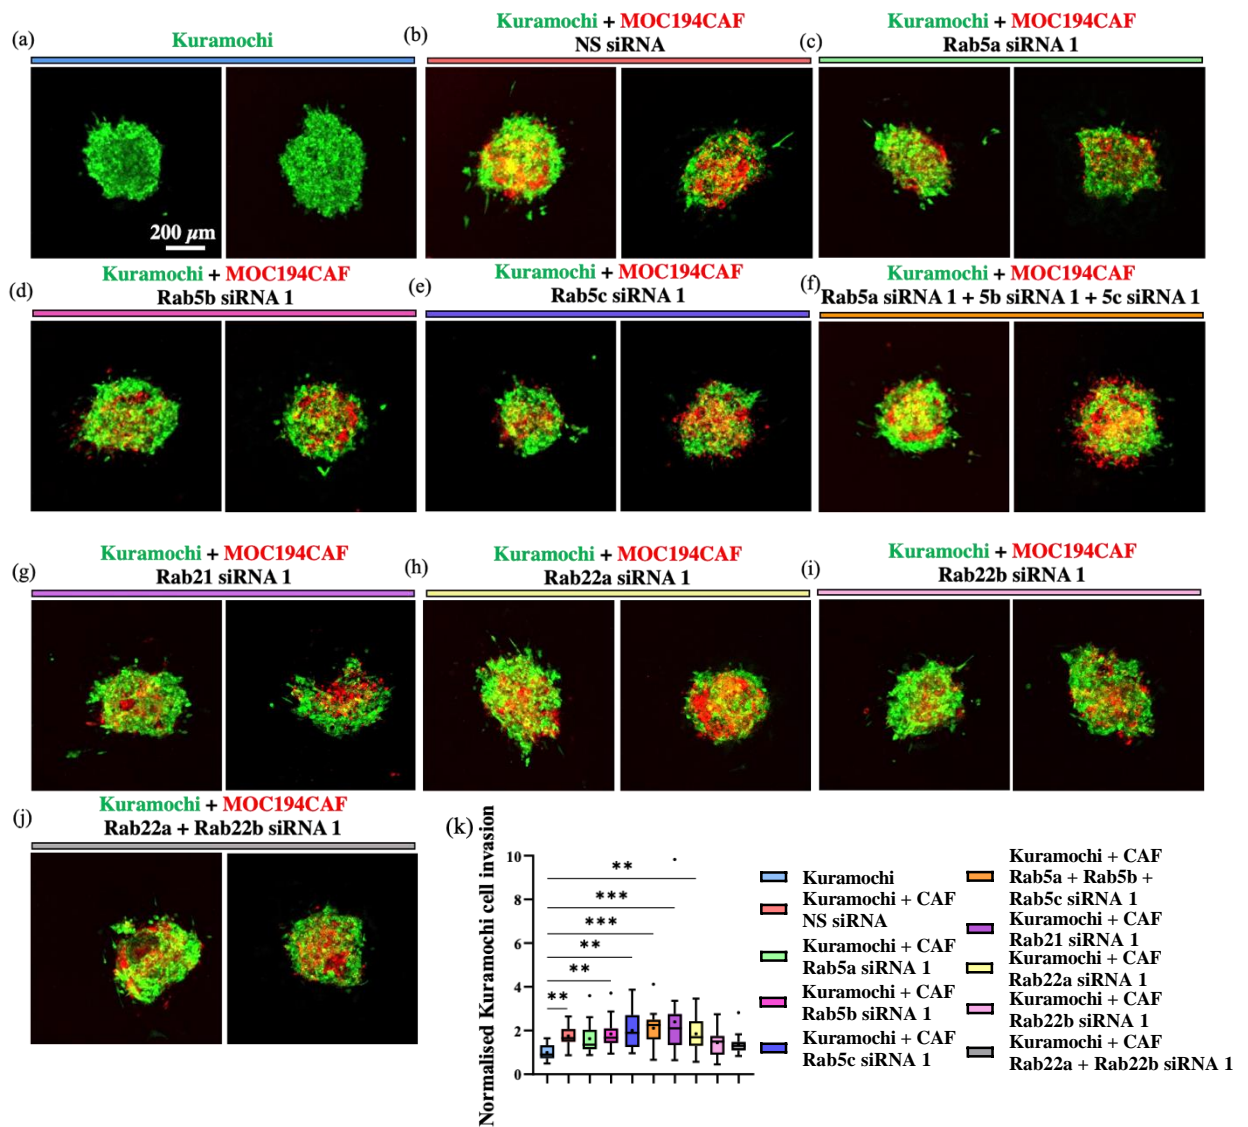 (a)
Kuramochi
200 µm
(b)
Kuramochi + MOC194CAF
NS siRNA
(c)
Kuramochi + MOC194CAF
Rab5a siRNA 1
(d)
Kuramochi + MOC194CAF
Rab5b siRNA 1
(e)
Kuramochi + MOC194CAF
Rab5c siRNA 1
(f)
Kuramochi + MOC194CAF
Rab5a siRNA 1 + 5b siRNA 1 + 5c siRNA 1
(g)
Kuramochi + MOC194CAF
Rab21 siRNA 1
(h)
Kuramochi + MOC194CAF
Rab22a siRNA 1
(i)
Kuramochi + MOC194CAF
Rab22b siRNA 1
(j)
Kuramochi + MOC194CAF
Rab22a + Rab22b siRNA 1
(k)
Normalised Kuramochi cell invasion
10
8
6
4
2
0
**
***
***
**
**
**
Kuramochi
Kuramochi + CAF
NS siRNA
Kuramochi + CAF
Rab5a siRNA 1
Kuramochi + CAF
Rab5b siRNA 1
Kuramochi + CAF
Rab5c siRNA 1
Kuramochi + CAF
Rab5a + Rab5b +
Rab5c siRNA 1
Kuramochi + CAF
Rab21 siRNA 1
Kuramochi + CAF
Rab22a siRNA 1
Kuramochi + CAF
Rab22b siRNA 1
Kuramochi + CAF
Rab22a + Rab22b siRNA 1